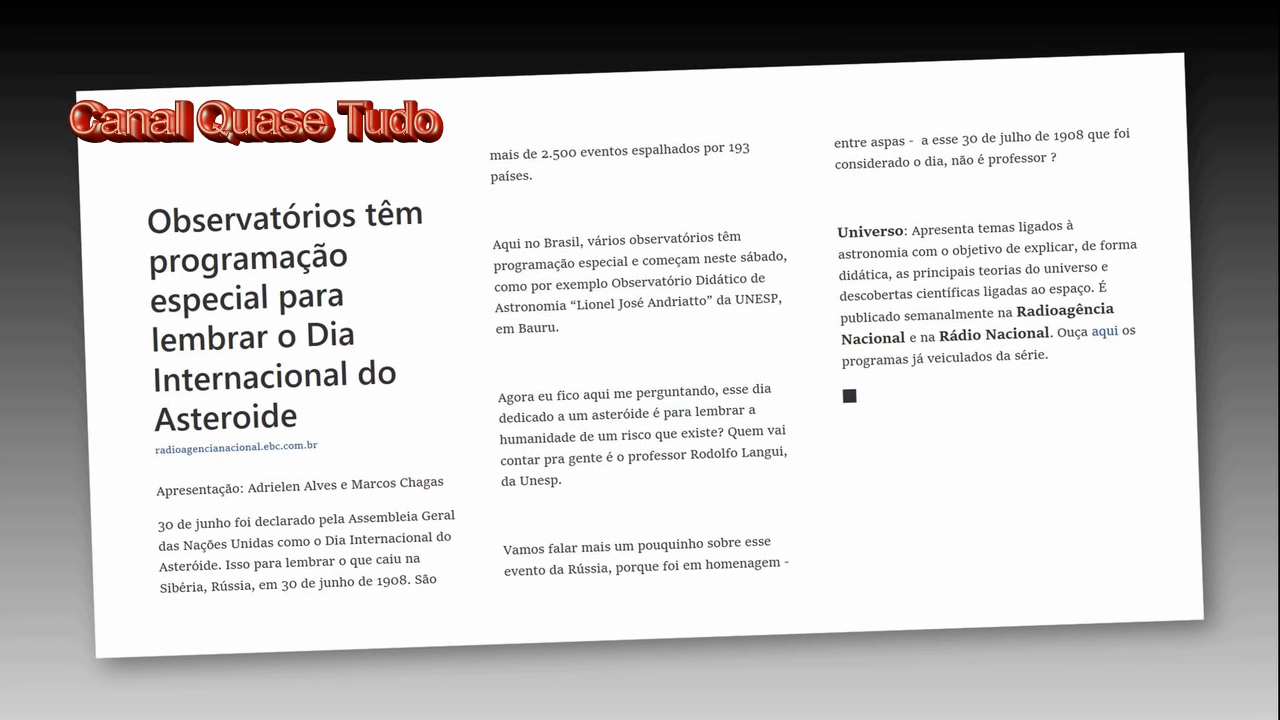 Canal Quase Tudo
Observatórios têm
programação
especial para
lembrar o Dia
Internacional do
Asteroide
radioagencianacional.ebc.com.br
Apresentação: Adrielen Alves e Marcos Chagas
30 de junho foi declarado pela Assembleia Geral
das Nações Unidas como o Dia Internacional do
Asteróide. Isso para lembrar o que caiu na
Sibéria, Rússia, em 30 de junho de 1908. São
mais de 2.500 eventos espalhados por 193
países.
Aqui no Brasil, vários observatórios têm
programação especial e começam neste sábado,
como por exemplo Observatório Didático de
Astronomia “Lionel José Andriatto” da UNESP,
em Bauru.
Agora eu fico aqui me perguntando, esse dia
dedicado a um asteróide é para lembrar a
humanidade de um risco que existe? Quem vai
contar pra gente é o professor Rodolfo Langui,
da Unesp.
Vamos falar mais um pouquinho sobre esse
evento da Rússia, porque foi em homenagem -
entre aspas - a esse 30 de julho de 1908 que foi
considerado o dia, não é professor ?
Universo: Apresenta temas ligados à
astronomia com o objetivo de explicar, de forma
didática, as principais teorias do universo e
descobertas científicas ligadas ao espaço. É
publicado semanalmente na Radioagência
Nacional e na Rádio Nacional. Ouça aqui os
programas já veiculados da série.